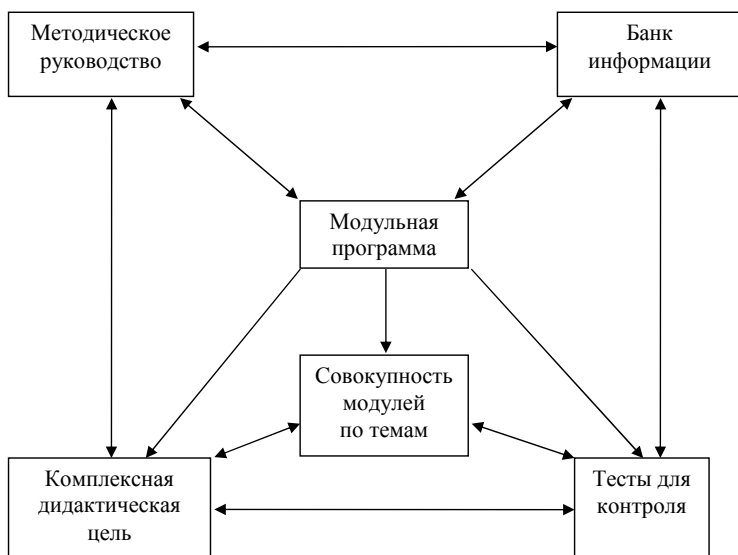 Методическое
руководство
Банк
информации
Модульная
программа
Совокупность
модулей
по темам
Комплексная
дидактическая
цель
Тесты для
контроля